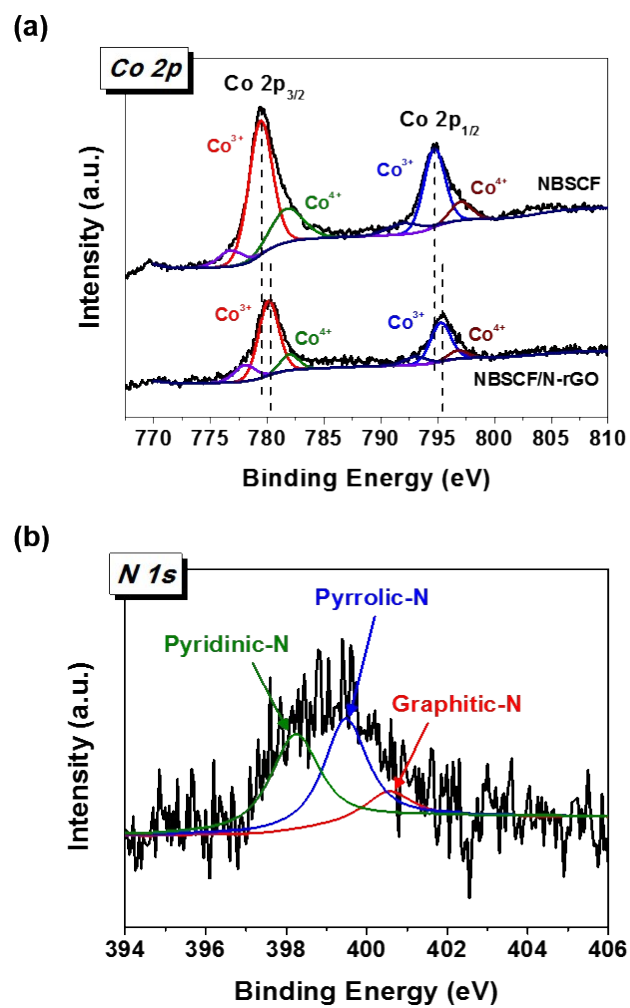 (a)
Co 2p
Co 2p3/2
Co 2p1/2
Co3+
Co4+
Co3+
Co4+
NBSCF
Co3+
Co4+
Co3+
Co4+
NBSCF/N-rGO
Intensity (a.u.)
770 775 780 785 790 795 800 805 810
Binding Energy (eV)
(b)
N 1s
Pyrrolic-N
Pyridinic-N
Graphitic-N
Intensity (a.u.)
394 396 398 400 402 404 406
Binding Energy (eV)